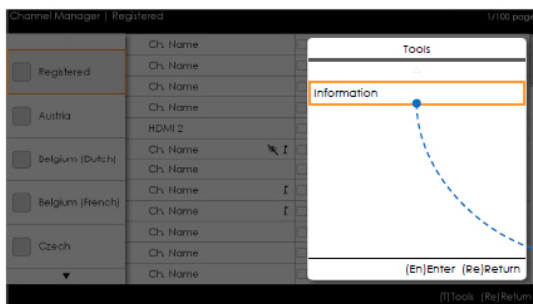 Channel Manager | Registered
1/100 page
Registered
Austria
Belgium (Dutch)
Belgium (French)
Czech
Ch. Name
Ch. Name
Ch. Name
Ch. Name
HDMI 2
Ch. Name
Ch. Name
Ch. Name
Ch. Name
Ch. Name
Ch. Name
Ch. Name
Tools
Information
(En)Enter (Re)Return
(T)Tools (Re)Return